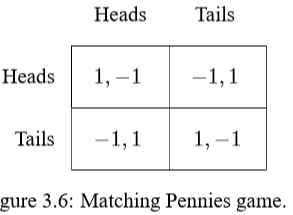 Heads Tails
Heads 1, −1 −1, 1
Tails −1, 1 1, −1
gure 3.6: Matching Pennies game.